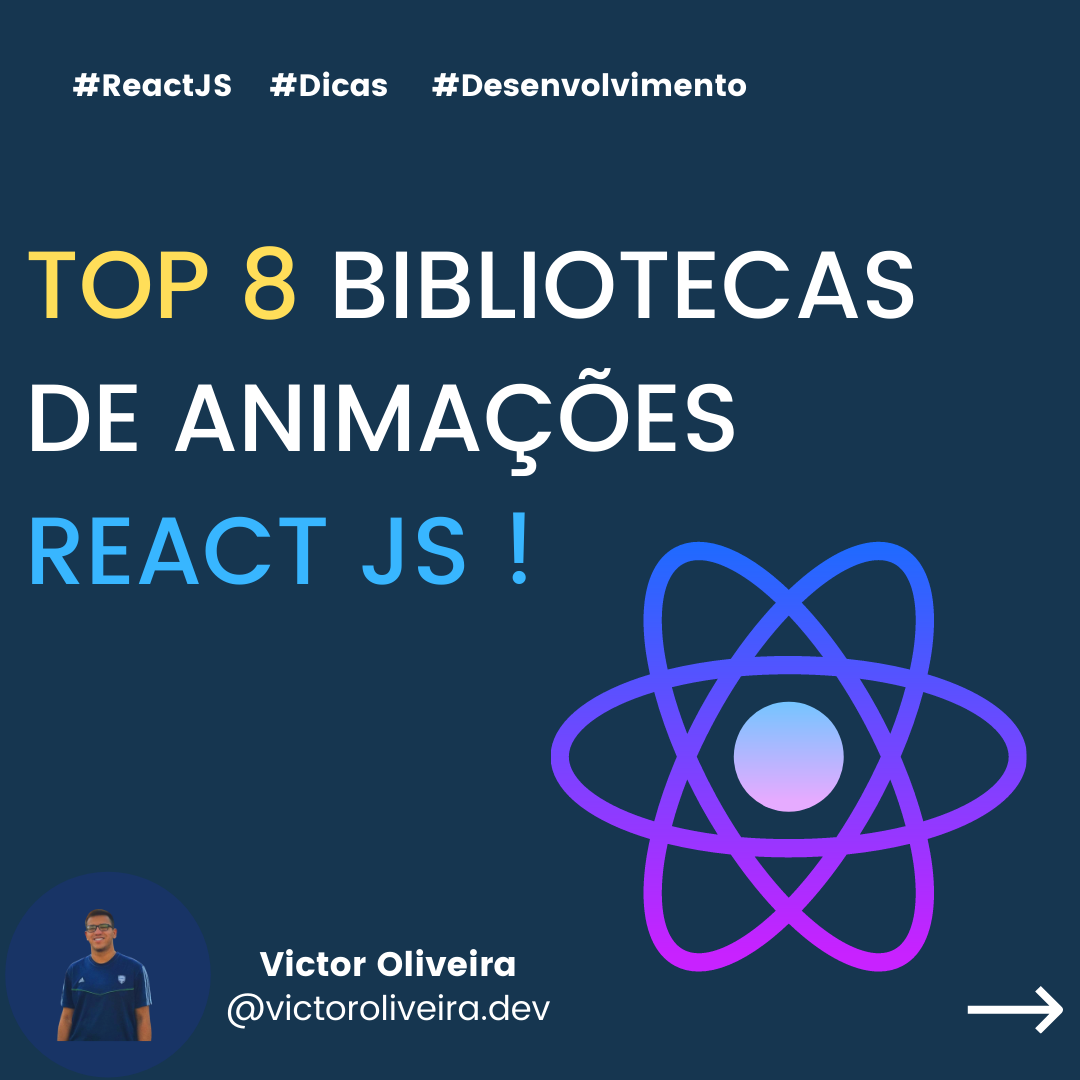 #ReactJS #Dicas #Desenvolvimento
TOP 8 BIBLIOTECAS
DE ANIMAÇÕES
REACT JS !
Victor Oliveira
@victoroliveira.dev